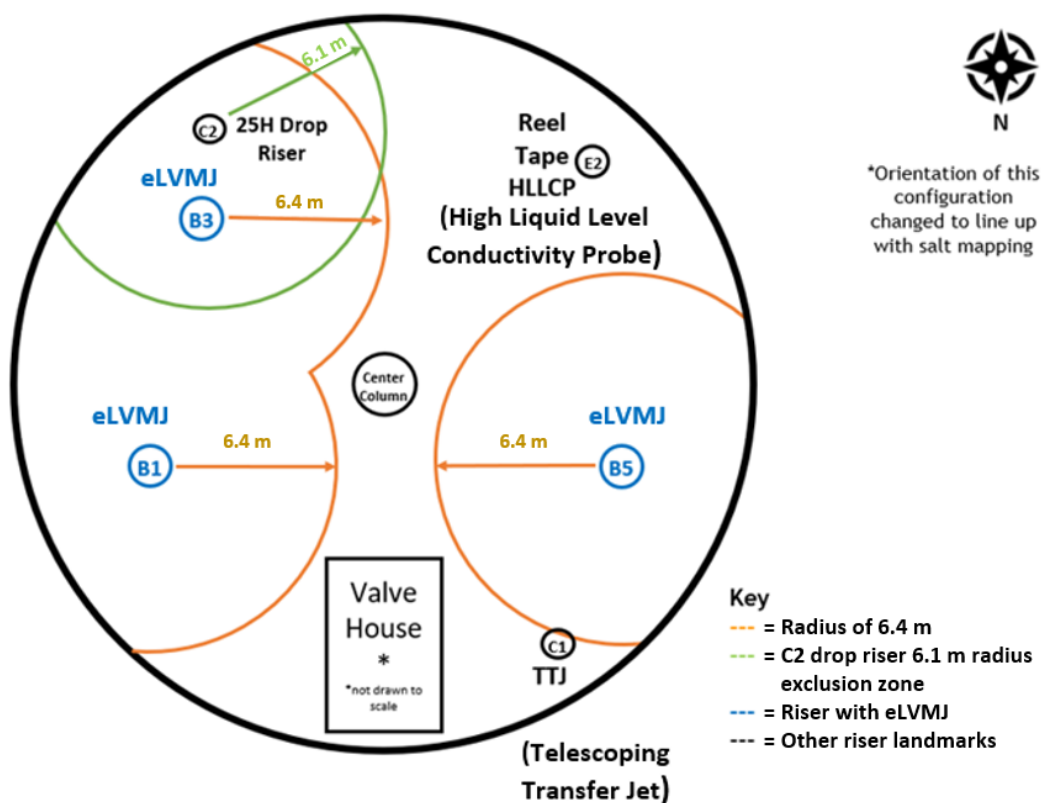 6.1 m
C2
25H Drop
Riser
eLVMJ
B3
6.4 m
Reel
Tape
E2
HLLCP
(High Liquid Level
Conductivity Probe)
N
*Orientation of this
configuration
changed to line up
with salt mapping
Center
Column
eLVMJ
B1
6.4 m
eLVMJ
6.4 m
B5
Valve
House
*
*not drawn to
scale
C1
TTJ
(Telescoping
Transfer Jet)
Key
--- = Radius of 6.4 m
--- = C2 drop riser 6.1 m radius
exclusion zone
--- = Riser with eLVMJ
--- = Other riser landmarks